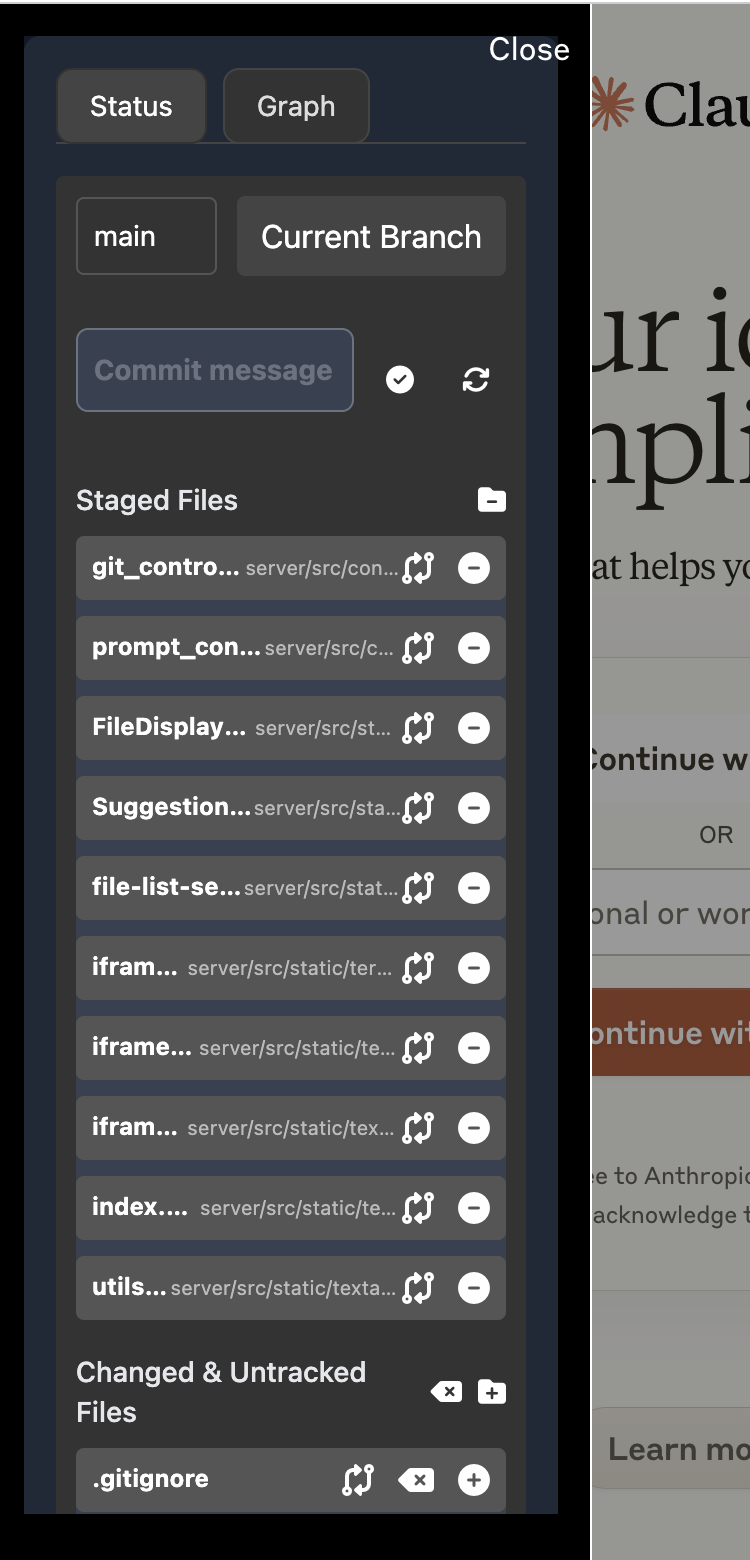 Close
Status
Graph
main
Current Branch
Commit message
Staged Files
git_contro... server/src/con...
prompt_con... server/src/c...
FileDisplay... server/src/st...
Suggestion... server/src/sta...
file-list-se... server/src/stat...
ifram... server/src/static/ter...
iframe... server/src/static/te...
ifram... server/src/static/tex...
index.... server/src/static/te...
utils... server/src/static/texta...
Changed & Untracked
Files
.gitignore
Clau
ur i
pli
at helps yo
Continue w
OR
onal or wor
ontinue wit
ee to Anthropic
acknowledge t
Learn mo